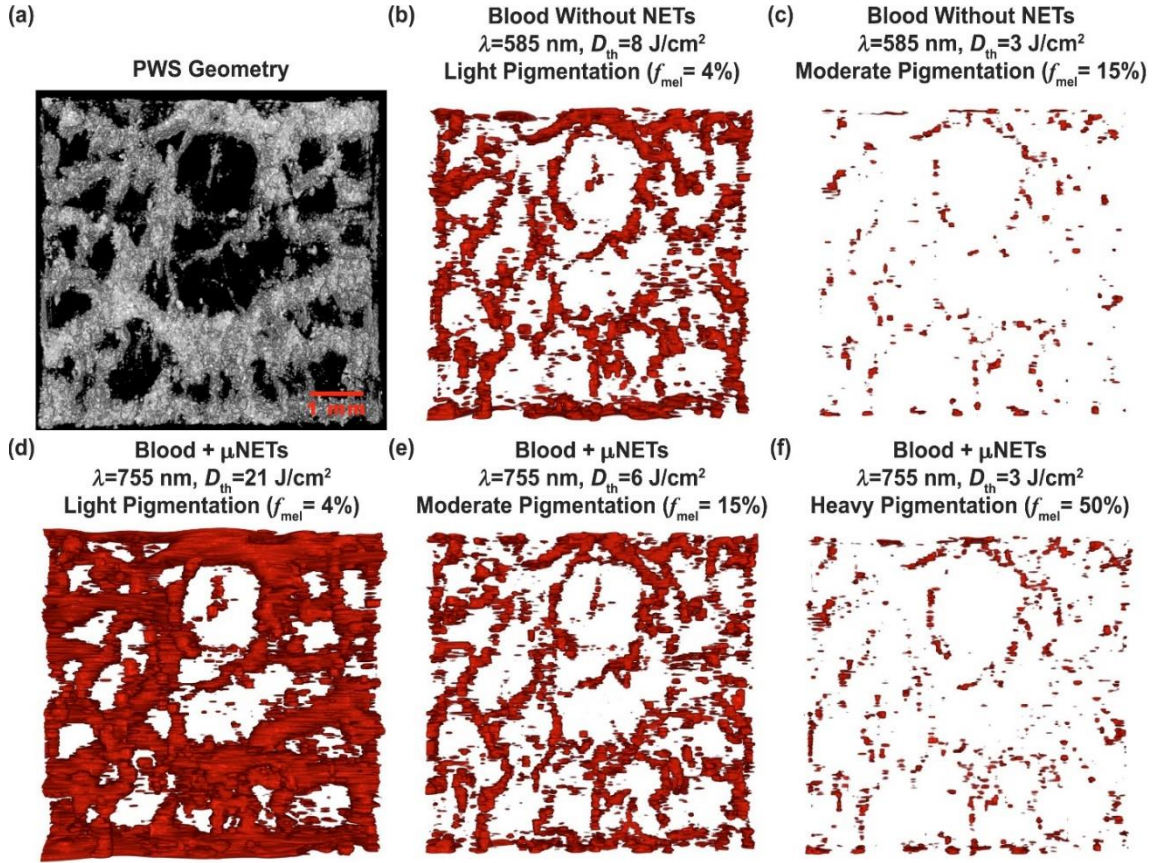 (a)
PWS Geometry
1 mm
(b)
Blood Without NETs
λ=585 nm, Dth=8 J/cm²
Light Pigmentation (fmel= 4%)
(c)
Blood Without NETs
λ=585 nm, Dth=3 J/cm²
Moderate Pigmentation (fmel= 15%)
(d)
Blood + μNETs
λ=755 nm, Dth=21 J/cm²
Light Pigmentation (fmel= 4%)
(e)
Blood + μNETs
λ=755 nm, Dth=6 J/cm²
Moderate Pigmentation (fmel= 15%)
(f)
Blood + μNETs
λ=755 nm, Dth=3 J/cm²
Heavy Pigmentation (fmel= 50%)